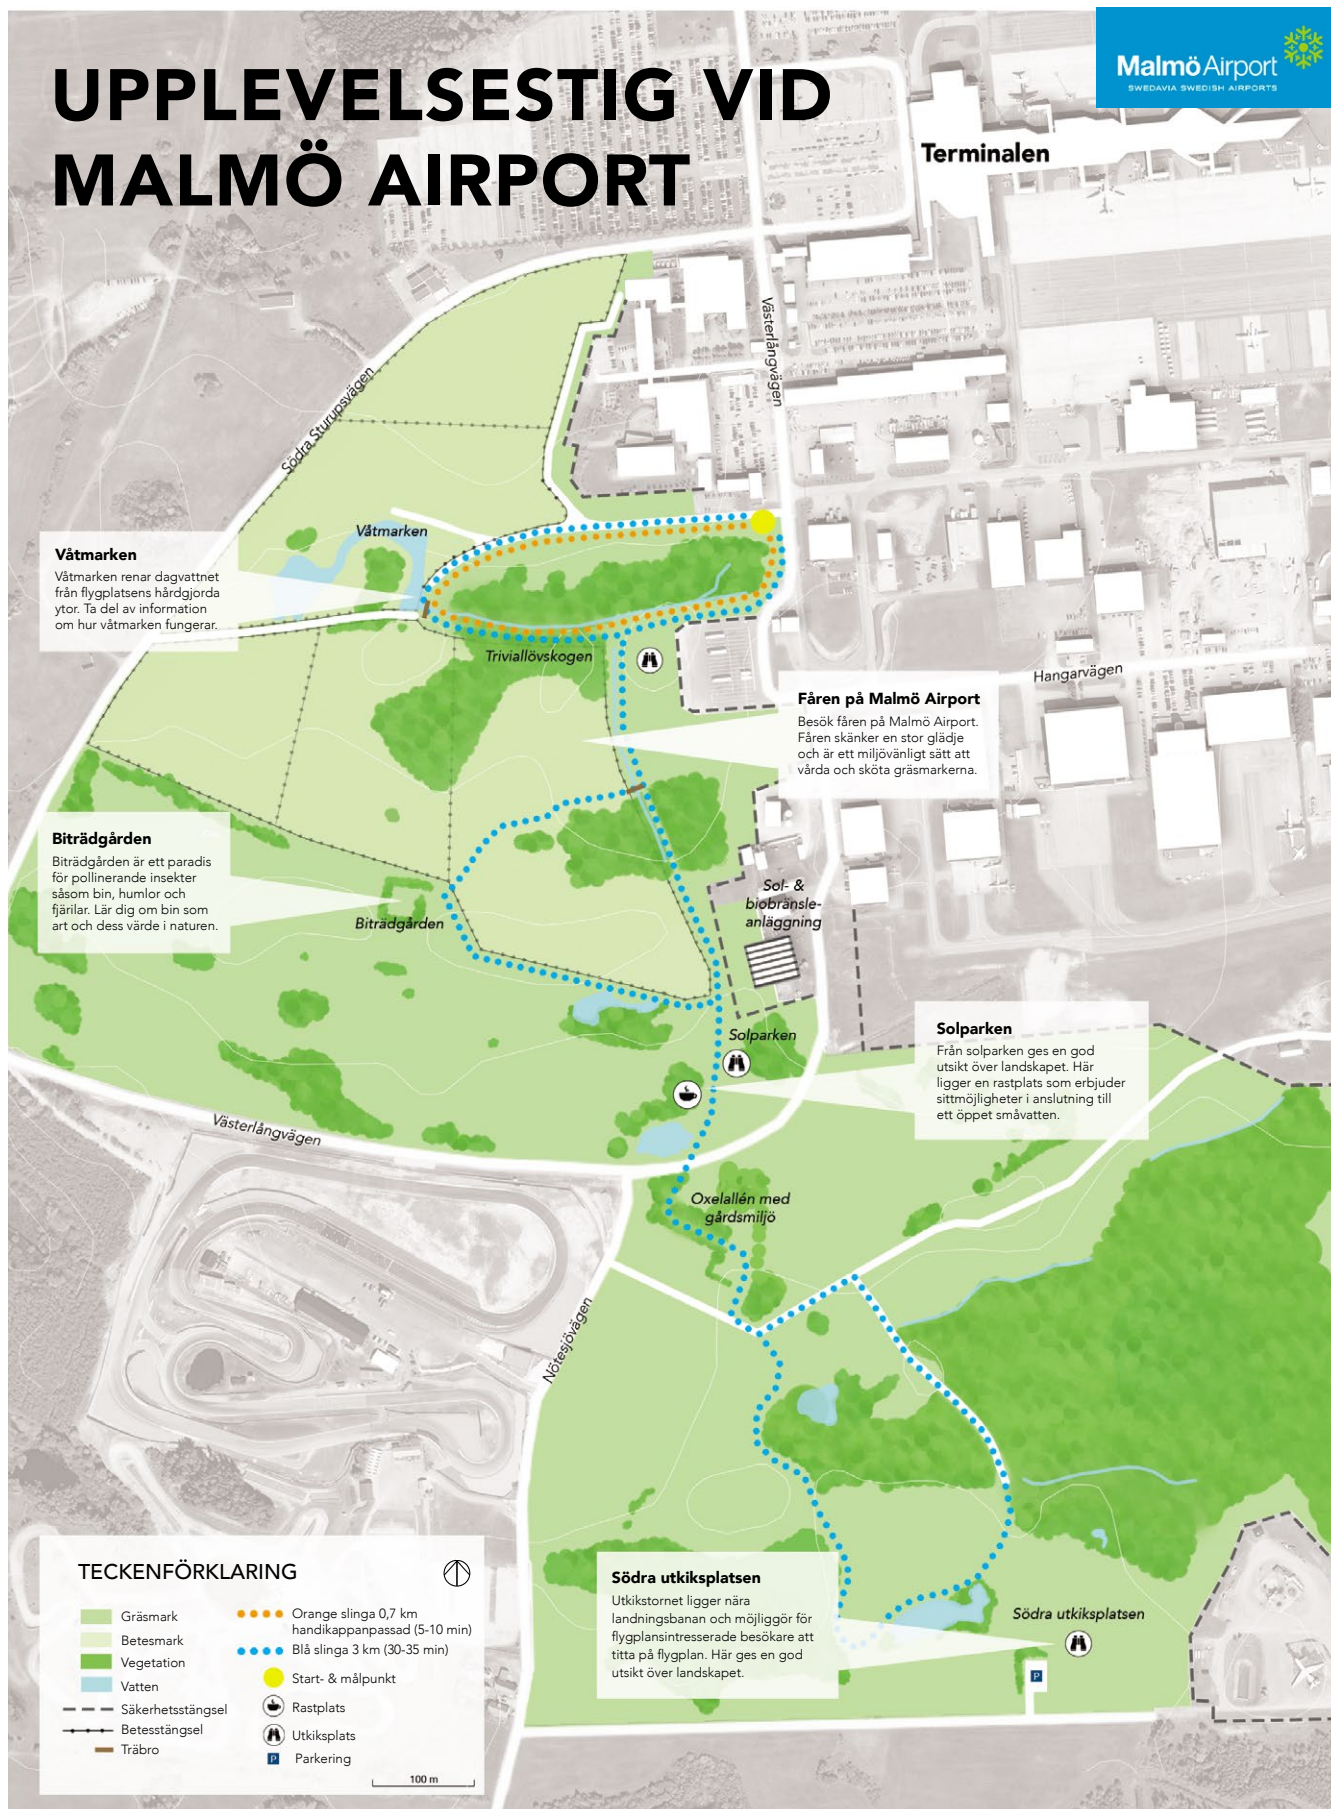 UPPLEVELSESTIG VID
MALMÖ AIRPORT
Malmö Airport
SWEDAVIA SWEDISH AIRPORTS
Terminalen
Västerlångvägen
Södra Sturupsvägen
Våtmarken
Våtmarken
Våtmarken renar dagvattnet
från flygplatsens hårdgjorda
ytor. Ta del av information
om hur våtmarken fungerar.
Triviallövskogen
Hangarvägen
Fåren på Malmö Airport
Besök fåren på Malmö Airport.
Fåren skänker en stor glädje
och är ett miljövänligt sätt att
vårda och sköta gräsmarkerna.
Biträdgården
Biträdgården är ett paradis
för pollinerande insekter
såsom bin, humlor och
fjärilar. Lär dig om bin som
art och dess värde i naturen.
Biträdgården
Sol- &
biobränsle-
anläggning
Solparken
Solparken
Från solparken ges en god
utsikt över landskapet. Här
ligger en rastplats som erbjuder
sittmöjligheter i anslutning till
ett öppet småvatten.
Västerlångvägen
Oxelallén med
gårdsmiljö
Nötesjövägen
Södra utkiksplatsen
Utkikstornet ligger nära
landningsbanan och möjliggör för
flygplansintresserade besökare att
titta på flygplan. Här ges en god
utsikt över landskapet.
Södra utkiksplatsen
P
TECKENFÖRKLARING
Gräsmark
Betesmark
Vegetation
Vatten
Säkerhetsstängsel
Betesstängsel
Träbro
Orange slinga 0,7 km
handikappanpassad (5-10 min)
Blå slinga 3 km (30-35 min)
Start- & målpunkt
Rastplats
Utkiksplats
P Parkering
100 m